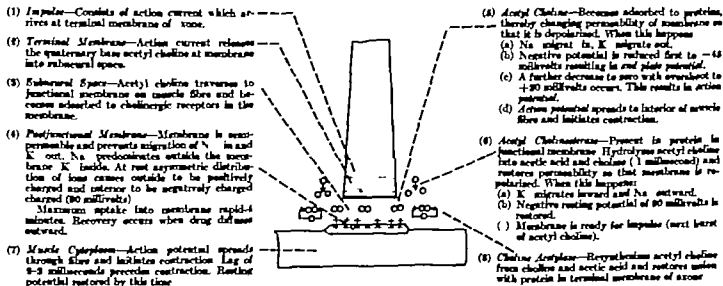 (1) Impulse—Consists of action current which ar-
rives at terminal membrane of xone.
(2) Terminal Membrane—Action current releases
the quaternary base acetyl choline at membrane
into subneural space.
(3) Subneural Space—Acetyl choline traverses to
junctional membrane on muscle fibre and be-
comes adsorbed to cholinergic receptors in the
membrane.
(4) Postjunctional Membrane—Membrane is semi-
permeable and prevents migration of N in and
K out. Na predominates outside the mem-
brane K inside. At rest asymmetric distribu-
tion of ions causes outside to be positively
charged and interior to be negatively charged
charged (90 millivolts)
Maximum uptake into membrane rapid-4
minutes. Recovery occurs when drug diffuses
outward.
(7) Muscle Cytoplasm—Action potential spreads
through fibre and initiates contraction Lag of
2-3 milliseconds precedes contraction. Resting
potential restored by this time
(5) Acetyl Choline—Becomes adsorbed to protein,
thereby changing permeability of membrane so
that it is depolarized. When this happens
(a) Na migrat in, K migrate out.
(b) Negative potential is reduced first to —45
millivolts resulting in end plate potential.
(c) A further decrease to zero with overshoot to
+30 millivolts occurs. This results in action
potential.
(d) Action potential spreads to interior of muscle
fibre and initiates contraction.
(6) Acetyl Cholinesterase—Present in protein in
junctional membrane Hydrolyzes acetyl choline
into acetic acid and choline (1 millisecond) and
restores permeability so that membrane is re-
polarized. When this happens:
(a) K migrates inward and Na outward.
(b) Negative resting potential of 90 millivolts is
restored.
( ) Membrane is ready for impulse (next burst
of acetyl choline).
(8) Choline Acetylase—Resynthesizes acetyl choline
from choline and acetic acid and restores union
with protein in terminal membrane of axone